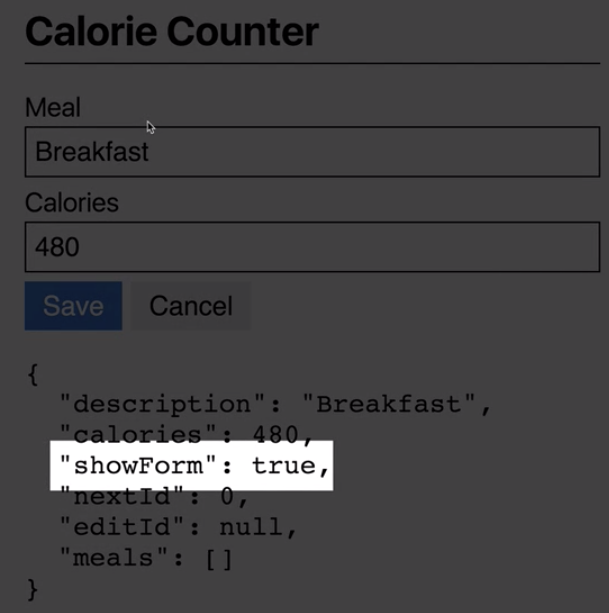 Calorie Counter
Meal
Breakfast
Calories
480
Save Cancel
{
"description": "Breakfast",
"calories": 480,
"showForm": true,
"nextId": 0,
"editId": null,
"meals": []
}